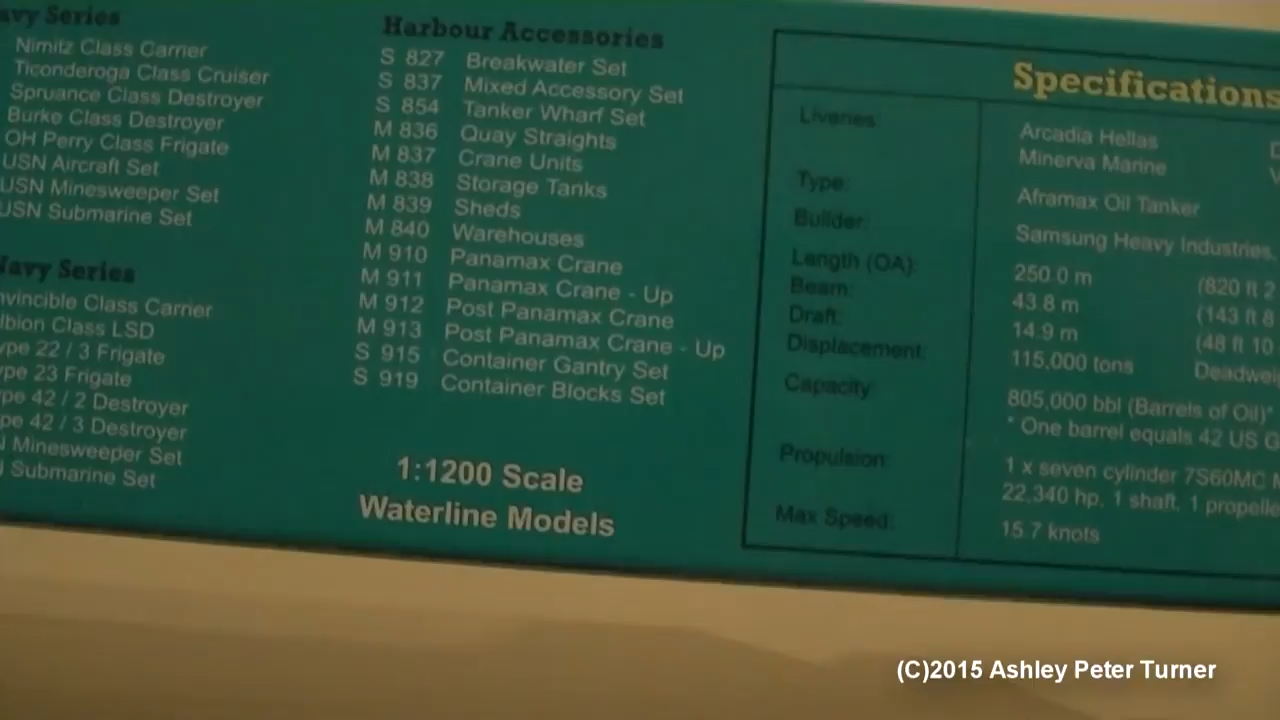 avy Series
Nimitz Class Carrier
Ticonderoga Class Cruiser
Spruance Class Destroyer
Burke Class Destroyer
OH Perry Class Frigate
USN Aircraft Set
USN Minesweeper Set
USN Submarine Set
Navy Series
nvincible Class Carrier
lbion Class LSD
ype 22 / 3 Frigate
ype 23 Frigate
pe 42 / 2 Destroyer
pe 42 / 3 Destroyer
N Minesweeper Set
Submarine Set
Harbour Accessories
S 827 Breakwater Set
S 837 Mixed Accessory Set
S 854 Tanker Wharf Set
M 836 Quay Straights
M 837 Crane Units
M 838 Storage Tanks
M 839 Sheds
M 840 Warehouses
M 910 Panamax Crane
M 911 Panamax Crane - Up
M 912 Post Panamax Crane
M 913 Post Panamax Crane - Up
S 915 Container Gantry Set
S 919 Container Blocks Set
1:1200 Scale
Waterline Models
Specifications
Liveries Arcadia Hellas
Minerva Marine
Type: Aframax Oil Tanker
Builder: Samsung Heavy Industries,
Length (OA): 250.0 m (820 ft 2
Beam: 43.8 m (143 ft 8
Draft: 14.9 m (48 ft 10
Displacement: 115,000 tons Deadwei
Capacity: 805,000 bbl (Barrels of Oil)*
* One barrel equals 42 US G
Propulsion: 1 x seven cylinder 7S60MC
22,340 hp, 1 shaft, 1 propelle
Max Speed: 15.7 knots
(C)2015 Ashley Peter Turner